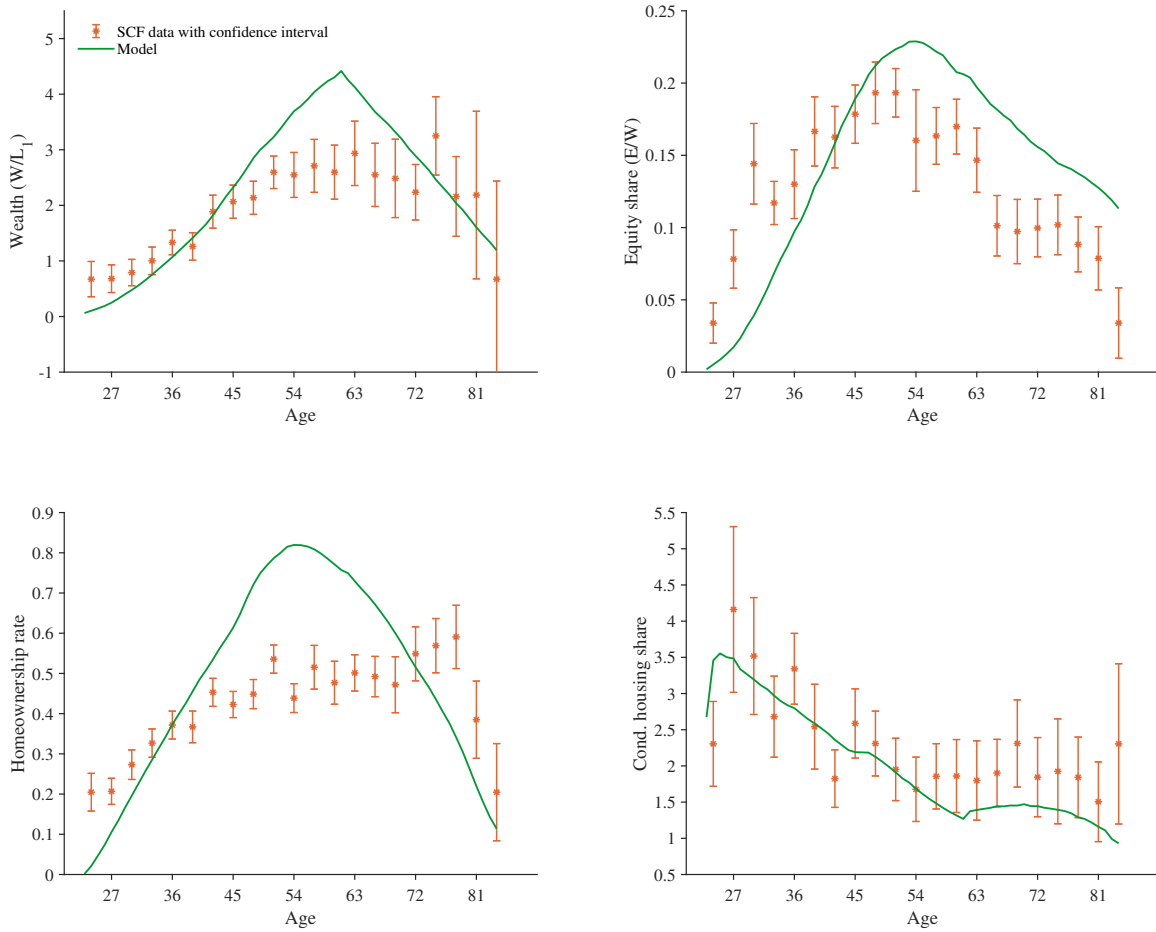 SCF data with confidence interval
Model
Wealth (W/L1)
5
4
3
2
1
0
-1
27 36 45 54 63 72 81
Age
Equity share (E/W)
0.25
0.2
0.15
0.1
0.05
0
27 36 45 54 63 72 81
Age
Homeownership rate
0.9
0.8
0.7
0.6
0.5
0.4
0.3
0.2
0.1
0
27 36 45 54 63 72 81
Age
Cond. housing share
5.5
5
4.5
4
3.5
3
2.5
2
1.5
1
0.5
27 36 45 54 63 72 81
Age